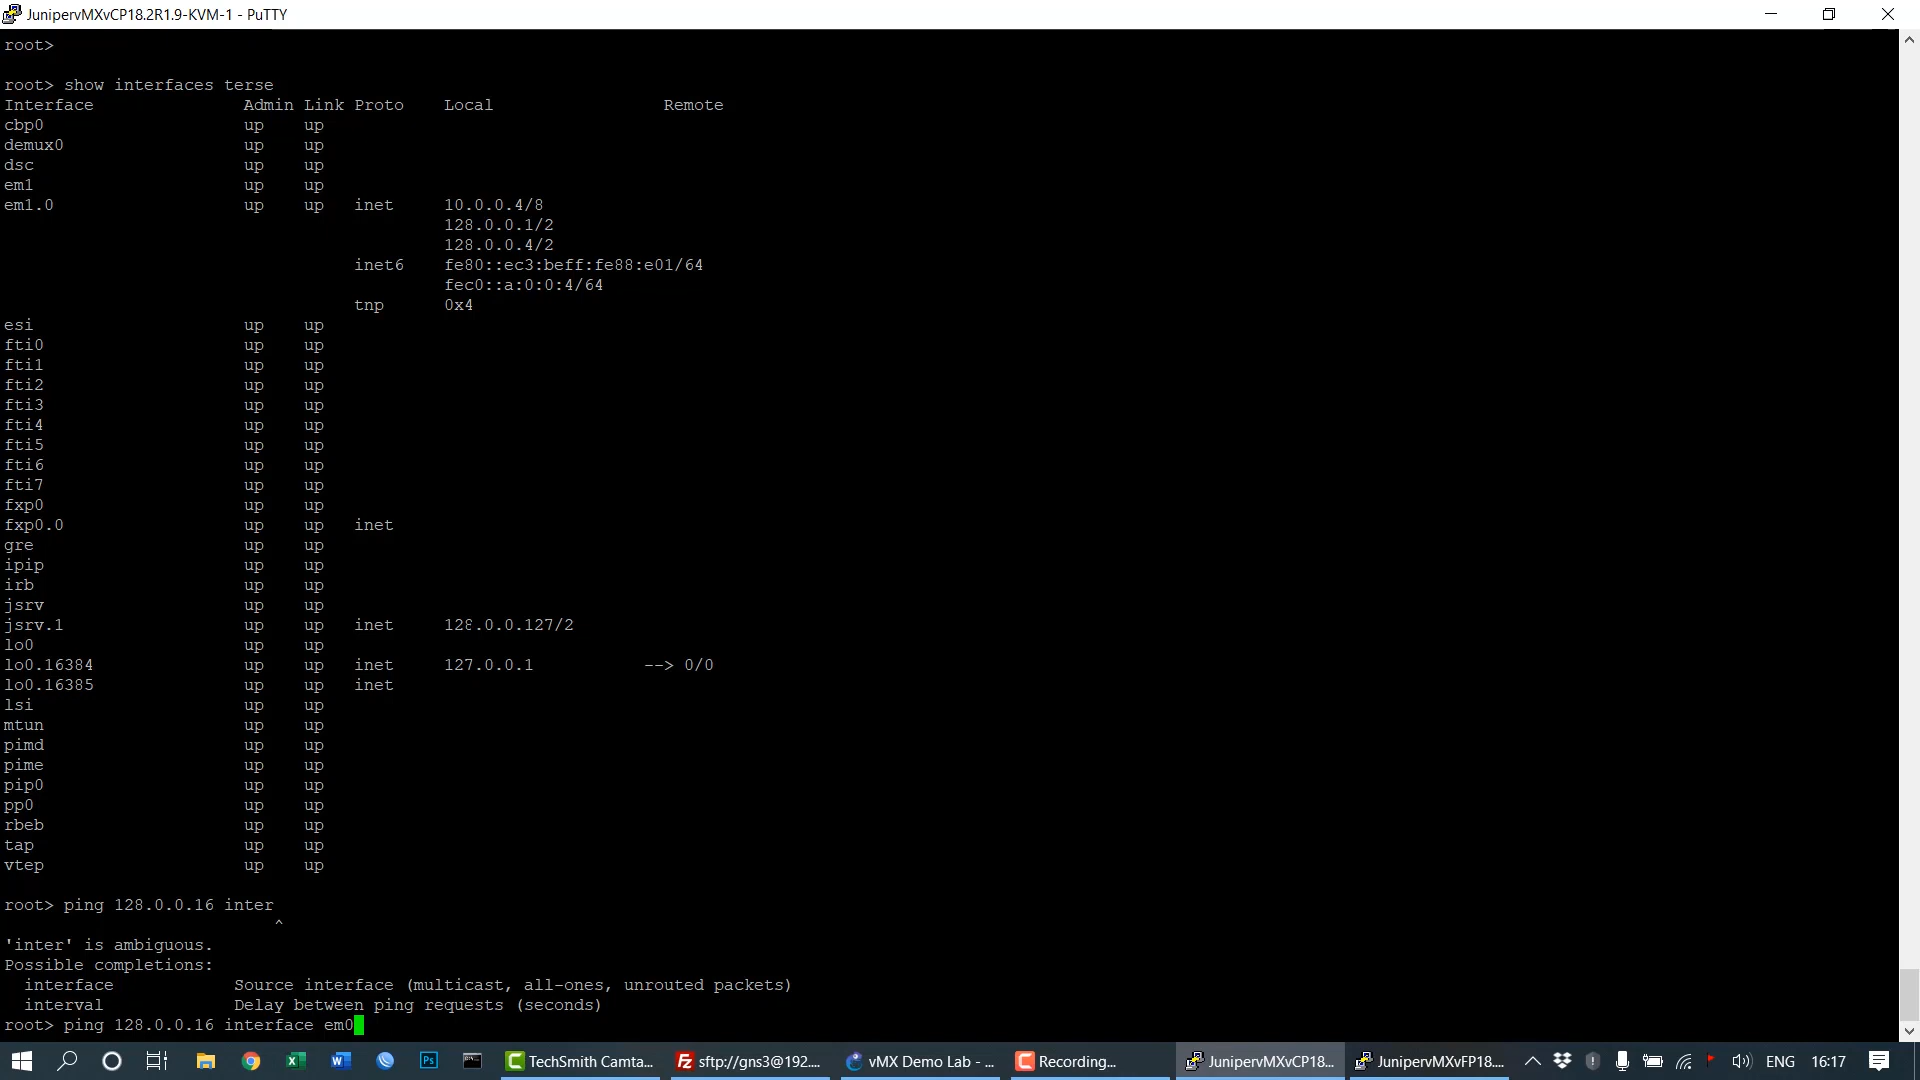 JunipervMXvCP18.2R1.9-KVM-1 - PuTTY
root>
root> show interfaces terse
Interface Admin Link Proto Local Remote
cbp0 up up
demux0 up up
dsc up up
em1 up up
em1.0 up up inet 10.0.0.4/8
128.0.0.1/2
128.0.0.4/2
inet6 fe80::ec3:beff:fe88:e01/64
fec0::a:0:0:4/64
tnp 0x4
esi up up
fti0 up up
fti1 up up
fti2 up up
fti3 up up
fti4 up up
fti5 up up
fti6 up up
fti7 up up
fxp0 up up
fxp0.0 up up inet
gre up up
ipip up up
irb up up
jsrv up up
jsrv.1 up up inet 128.0.0.127/2
lo0 up up
lo0.16384 up up inet 127.0.0.1 --> 0/0
lo0.16385 up up inet
lsi up up
mtun up up
pimd up up
pime up up
pip0 up up
pp0 up up
rbeb up up
tap up up
vtep up up
root> ping 128.0.0.16 inter
^
'inter' is ambiguous.
Possible completions:
interface Source interface (multicast, all-ones, unrouted packets)
interval Delay between ping requests (seconds)
root> ping 128.0.0.16 interface em0
TechSmith Camta... sftp://gns3@192.... vMX Demo Lab - ... Recording... JunipervMXvCP18.... JunipervMXvFP18.... ENG 16:17